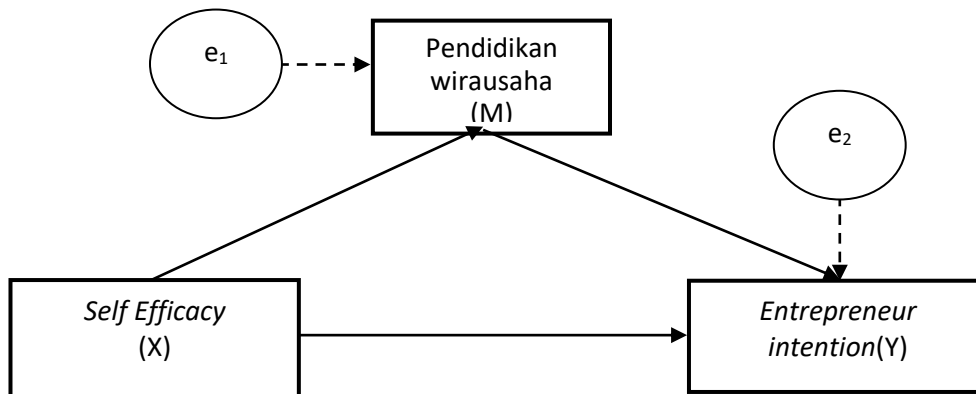 e₁
Pendidikan
wirausaha
(M)
e₂
Self Efficacy
(X)
Entrepreneur
intention(Y)